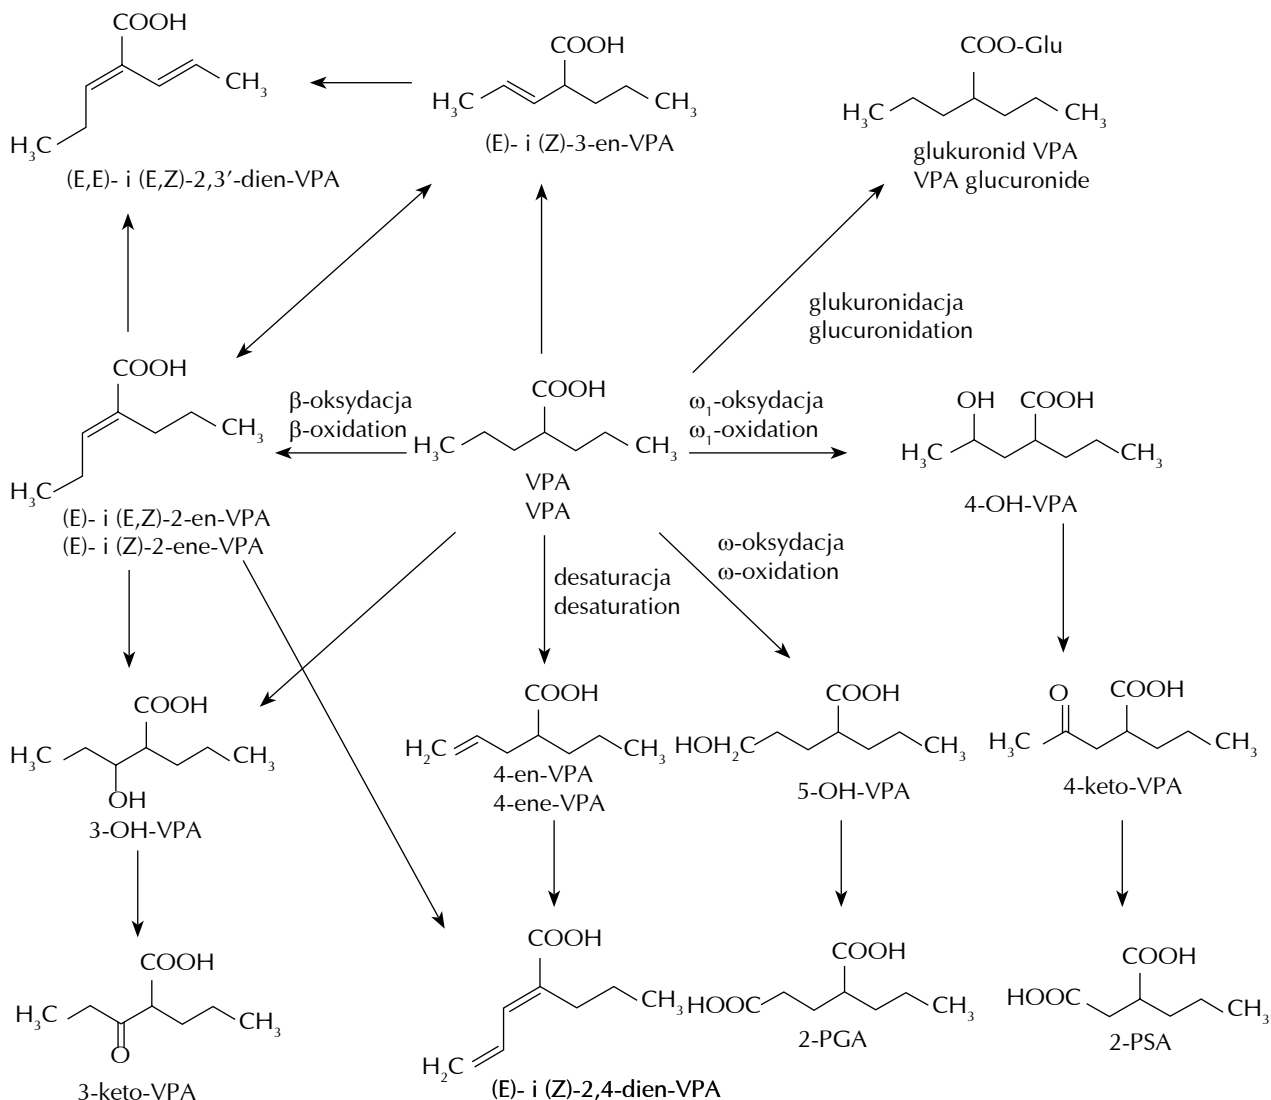 COOH
CH₃
H₃C
(E,E)- i (E,Z)-2,3′-dien-VPA
COOH
H₃C
CH₃
(E)- i (Z)-3-en-VPA
COO-Glu
H₃C
CH₃
glukuronid VPA
VPA glucuronide
glukuronidacja
glucuronidation
COOH
CH₃
H₃C
(E)- i (E,Z)-2-en-VPA
(E)- i (Z)-2-ene-VPA
β-oksydacja
β-oxidation
COOH
H₃C
CH₃
VPA
VPA
ω₁-oksydacja
ω₁-oxidation
OH
COOH
H₃C
CH₃
4-OH-VPA
desaturacja
desaturation
ω-oksydacja
ω-oxidation
COOH
H₃C
CH₃
OH
3-OH-VPA
COOH
H₂C
CH₃
4-en-VPA
4-ene-VPA
COOH
HOH₂C
CH₃
5-OH-VPA
O
COOH
H₃C
CH₃
4-keto-VPA
COOH
H₃C
CH₃
O
3-keto-VPA
COOH
CH₃
H₂C
(E)- i (Z)-2,4-dien-VPA
COOH
HOOC
CH₃
2-PGA
COOH
HOOC
CH₃
2-PSA